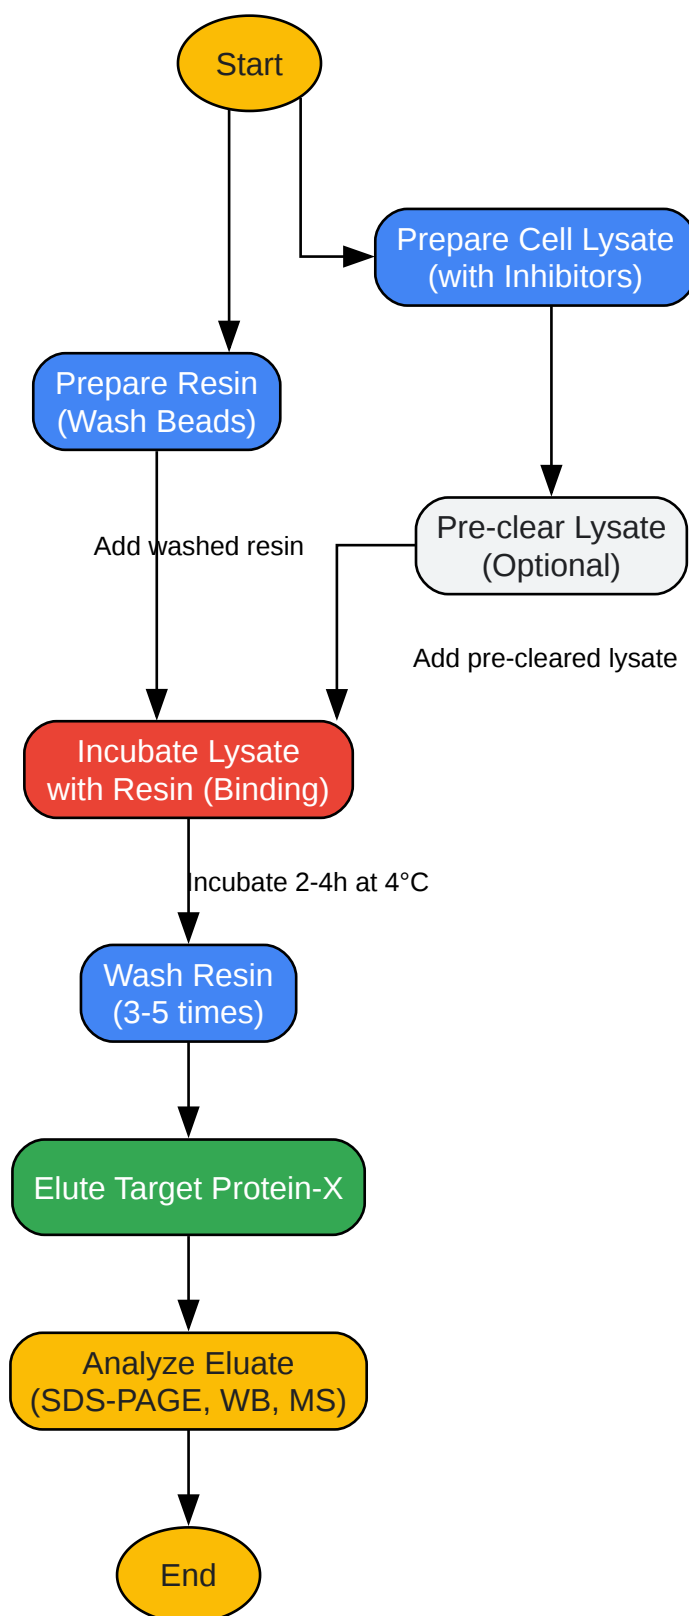 Start
Prepare Cell Lysate
(with Inhibitors)
Prepare Resin
(Wash Beads)
Pre-clear Lysate
(Optional)
Add washed resin
Add pre-cleared lysate
Incubate Lysate
with Resin (Binding)
Incubate 2-4h at 4°C
Wash Resin
(3-5 times)
Elute Target Protein-X
Analyze Eluate
(SDS-PAGE, WB, MS)
End